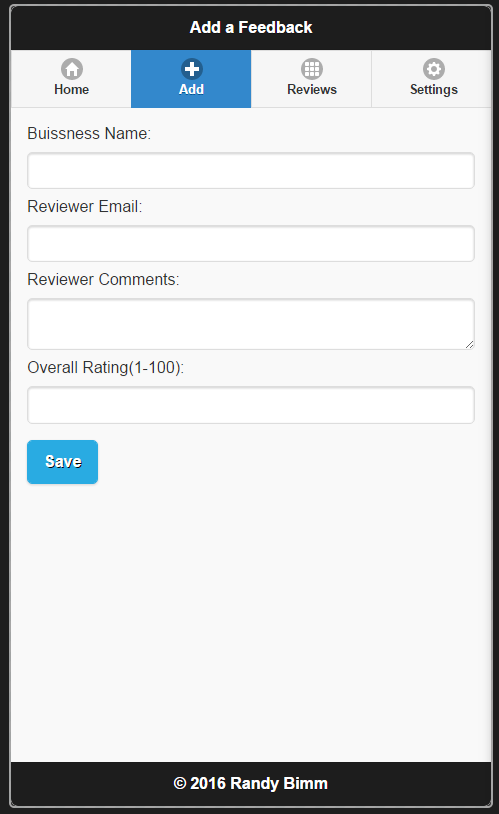 Add a Feedback
Home Add Reviews Settings
Buissness Name:
Reviewer Email:
Reviewer Comments:
Overall Rating(1-100):
Save
© 2016 Randy Bimm